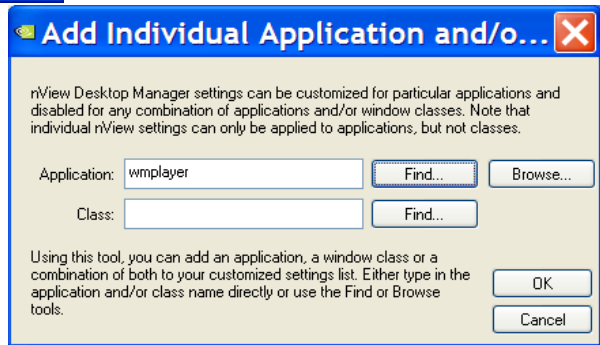 Add Individual Application and/o...
nView Desktop Manager settings can be customized for particular applications and
disabled for any combination of applications and/or window classes. Note that
individual nView settings can only be applied to applications, but not classes.
Application: wmplayer Find... Browse...
Class: Find...
Using this tool, you can add an application, a window class or a
combination of both to your customized settings list. Either type in the
application and/or class name directly or use the Find or Browse
tools.
OK
Cancel